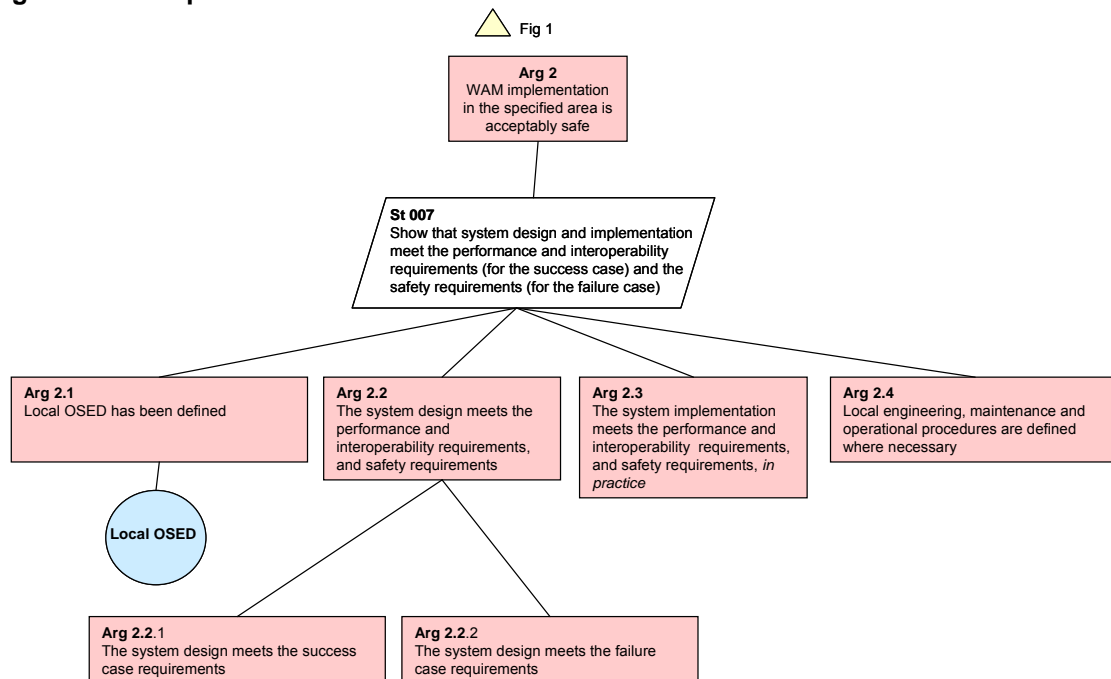 Fig 1
Arg 2
WAM implementation
in the specified area is
acceptably safe
St 007
Show that system design and implementation
meet the performance and interoperability
requirements (for the success case) and the
safety requirements (for the failure case)
Arg 2.1
Local OSED has been defined
Arg 2.2
The system design meets the
performance and
interoperability requirements,
and safety requirements
Arg 2.3
The system implementation
meets the performance and
interoperability requirements,
and safety requirements, in
practice
Arg 2.4
Local engineering, maintenance and
operational procedures are defined
where necessary
Local OSED
Arg 2.2.1
The system design meets the success
case requirements
Arg 2.2.2
The system design meets the failure
case requirements